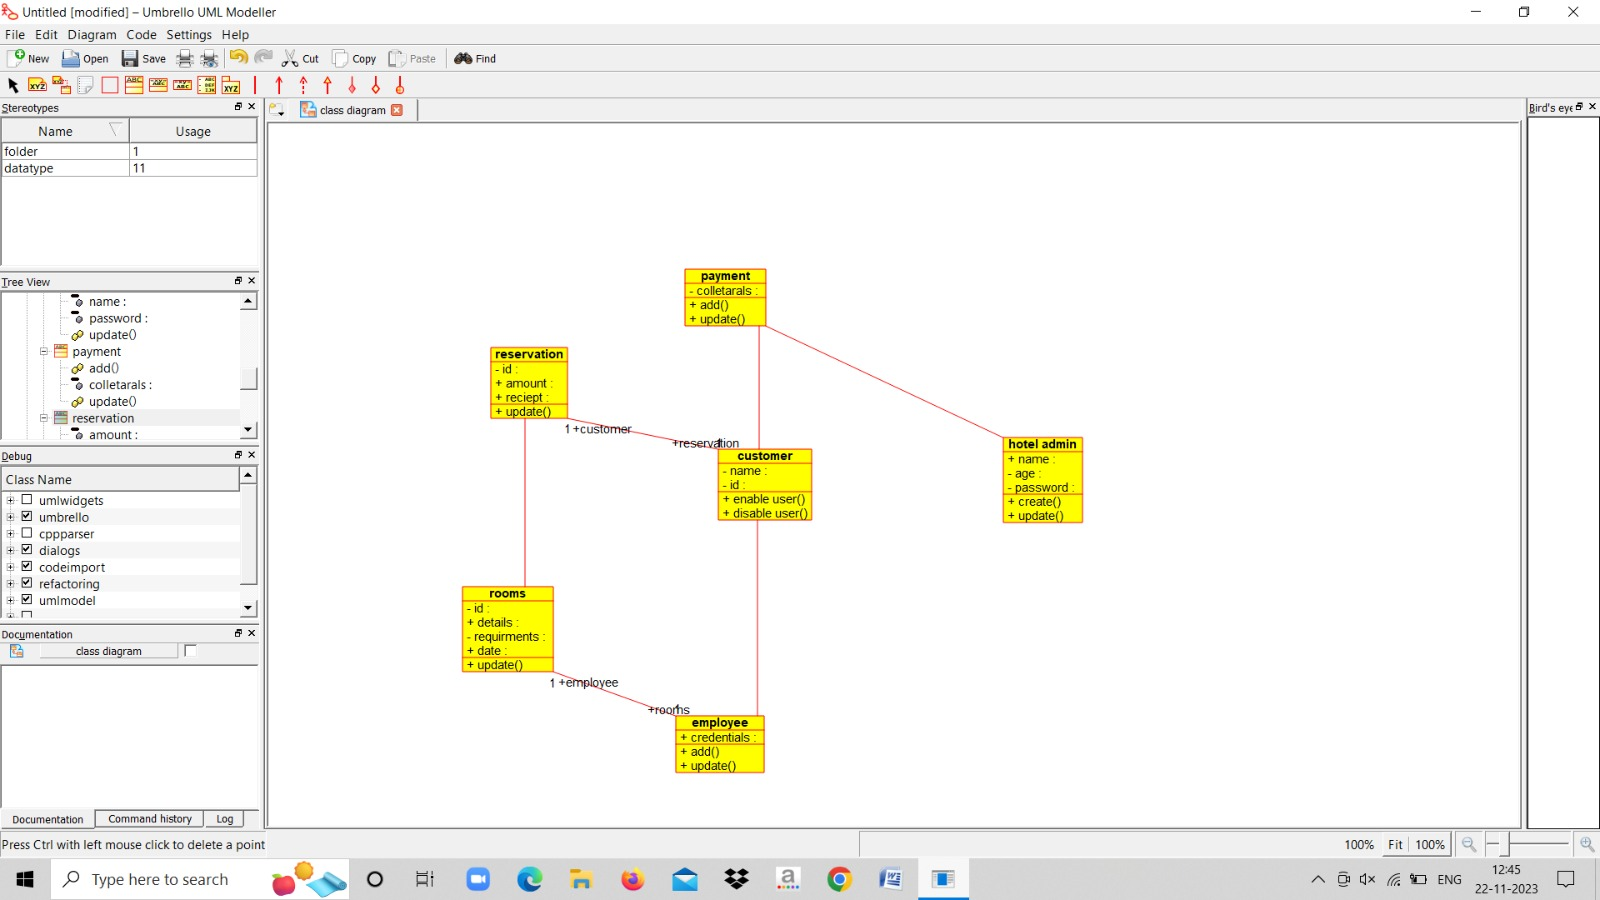 Untitled [modified] – Umbrello UML Modeller
File Edit Diagram Code Settings Help
New Open Save Cut Copy Paste Find
Stereotypes
Name Usage
folder 1
datatype 11
Tree View
name :
password :
update()
payment
add()
colletarals :
update()
reservation
amount :
Debug
Class Name
umlwidgets
umbrello
cppparser
dialogs
codeimport
refactoring
umlmodel
Documentation
class diagram
Documentation Command history Log
class diagram
Bird's eye
payment
- colletarals :
+ add()
+ update()
reservation
- id :
+ amount :
+ reciept :
+ update()
1 +customer
+reservation
1
customer
- name :
- id :
+ enable user()
+ disable user()
hotel admin
+ name :
- age :
- password :
+ create()
+ update()
rooms
- id :
+ details :
- requirments :
+ date :
+ update()
1 +employee
+rooms
1
employee
+ credentials :
+ add()
+ update()
Press Ctrl with left mouse click to delete a point
100% Fit 100%
Type here to search
ENG
12:45
22-11-2023